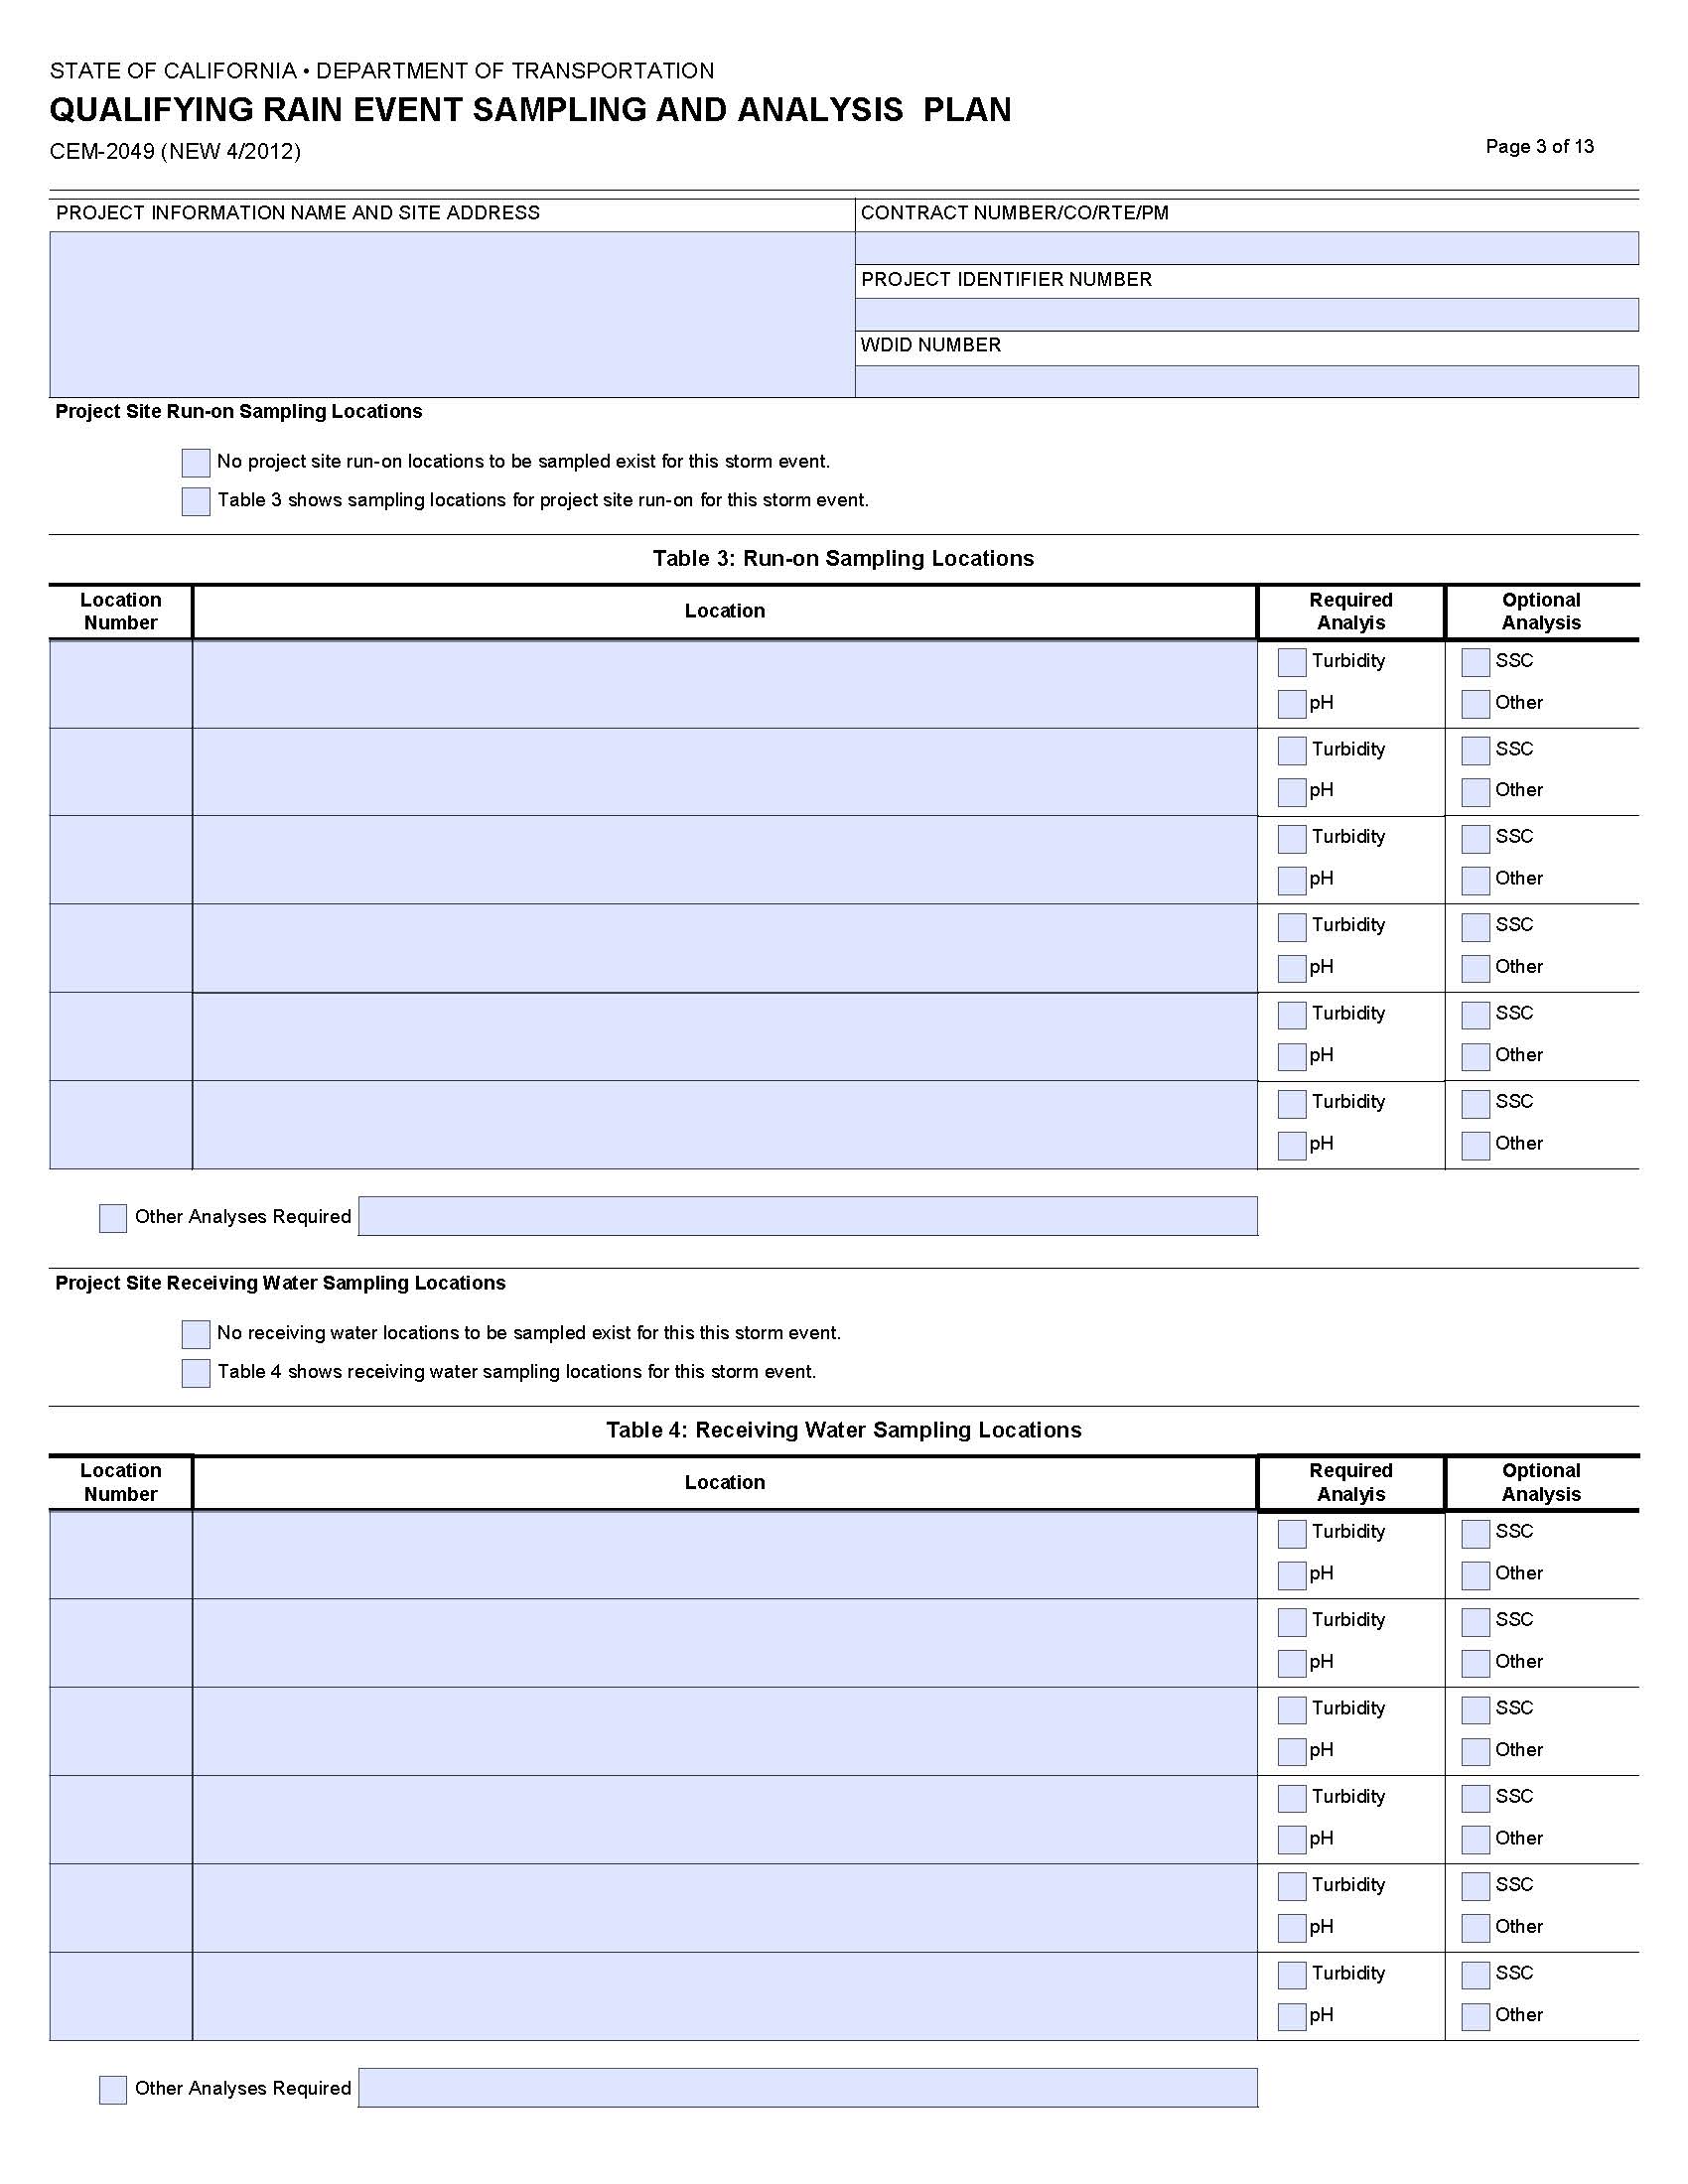 STATE OF CALIFORNIA • DEPARTMENT OF TRANSPORTATION
QUALIFYING RAIN EVENT SAMPLING AND ANALYSIS PLAN
CEM-2049 (NEW 4/2012)
Page 3 of 13
PROJECT INFORMATION NAME AND SITE ADDRESS
CONTRACT NUMBER/CO/RTE/PM
PROJECT IDENTIFIER NUMBER
WDID NUMBER
Project Site Run-on Sampling Locations
No project site run-on locations to be sampled exist for this storm event.
Table 3 shows sampling locations for project site run-on for this storm event.
Table 3: Run-on Sampling Locations
Location
Number
Location
Required
Analyis
Optional
Analysis
Turbidity
SSC
pH
Other
Turbidity
SSC
pH
Other
Turbidity
SSC
pH
Other
Turbidity
SSC
pH
Other
Turbidity
SSC
pH
Other
Turbidity
SSC
pH
Other
Other Analyses Required
Project Site Receiving Water Sampling Locations
No receiving water locations to be sampled exist for this this storm event.
Table 4 shows receiving water sampling locations for this storm event.
Table 4: Receiving Water Sampling Locations
Location
Number
Location
Required
Analyis
Optional
Analysis
Turbidity
SSC
pH
Other
Turbidity
SSC
pH
Other
Turbidity
SSC
pH
Other
Turbidity
SSC
pH
Other
Turbidity
SSC
pH
Other
Turbidity
SSC
pH
Other
Other Analyses Required